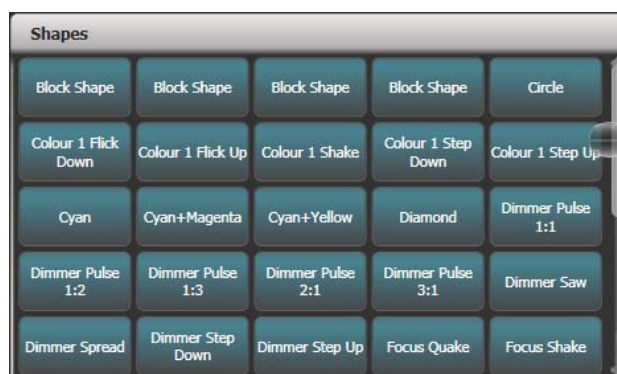 Shapes
Block Shape Block Shape Block Shape Block Shape Circle
Colour 1 Flick Down Colour 1 Flick Up Colour 1 Shake Colour 1 Step Down Colour 1 Step Up
Cyan Cyan+Magenta Cyan+Yellow Diamond Dimmer Pulse 1:1
Dimmer Pulse 1:2 Dimmer Pulse 1:3 Dimmer Pulse 2:1 Dimmer Pulse 3:1 Dimmer Saw
Dimmer Spread Dimmer Step Down Dimmer Step Up Focus Quake Focus Shake